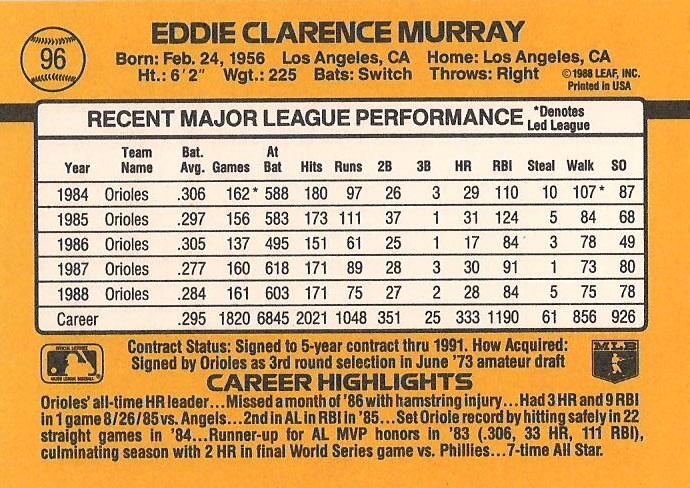 96
EDDIE CLARENCE MURRAY
Born: Feb. 24, 1956 Los Angeles, CA Home: Los Angeles, CA
Ht.: 6'2" Wgt.: 225 Bats: Switch Throws: Right ©1988 LEAF, INC.
Printed in USA
RECENT MAJOR LEAGUE PERFORMANCE *Denotes
Led League
Team Bat. At
Year Name Avg. Games Bat Hits Runs 2B 3B HR RBI Steal Walk SO
1984 Orioles .306 162* 588 180 97 26 3 29 110 10 107* 87
1985 Orioles .297 156 583 173 111 37 1 31 124 5 84 68
1986 Orioles .305 137 495 151 61 25 1 17 84 3 78 49
1987 Orioles .277 160 618 171 89 28 3 30 91 1 73 80
1988 Orioles .284 161 603 171 75 27 2 28 84 5 75 78
Career .295 1820 6845 2021 1048 351 25 333 1190 61 856 926
Contract Status: Signed to 5-year contract thru 1991. How Acquired:
Signed by Orioles as 3rd round selection in June '73 amateur draft
MLB
MAJOR LEAGUE BASEBALL
CAREER HIGHLIGHTS
Orioles' all-time HR leader...Missed a month of '86 with hamstring injury...Had 3 HR and 9 RBI
in 1 game 8/26/85 vs. Angels...2nd in AL in RBI in '85...Set Oriole record by hitting safely in 22
straight games in '84...Runner-up for AL MVP honors in '83 (.306, 33 HR, 111 RBI),
culminating season with 2 HR in final World Series game vs. Phillies...7-time All Star.